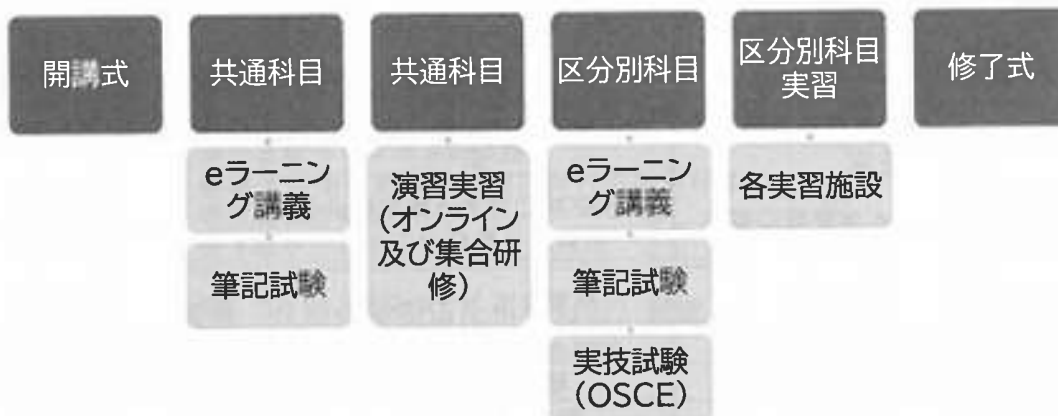 開講式
共通科目
共通科目
区分別科目
区分別科目
実習
修了式
eラーニン
グ講義
筆記試験
演習実習
(オンライン
及び集合研
修)
eラーニン
グ講義
筆記試験
実技試験
(OSCE)
各実習施設